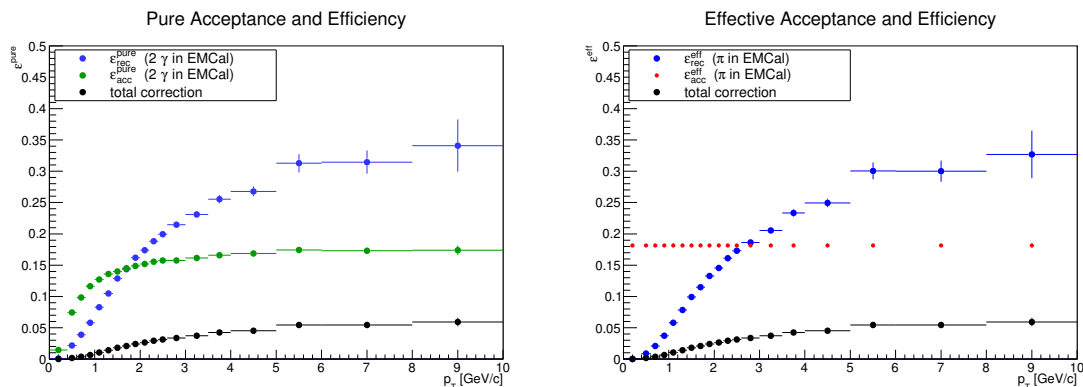 Pure Acceptance and Efficiency
ε^pure
0.5
0.45
0.4
0.35
0.3
0.25
0.2
0.15
0.1
0.05
0
ε_rec^pure (2 γ in EMCal)
ε_acc^pure (2 γ in EMCal)
total correction
0 1 2 3 4 5 6 7 8 9 10
p_T [GeV/c]
Effective Acceptance and Efficiency
ε^eff
0.5
0.45
0.4
0.35
0.3
0.25
0.2
0.15
0.1
0.05
0
ε_rec^eff (π in EMCal)
ε_acc^eff (π in EMCal)
total correction
0 1 2 3 4 5 6 7 8 9 10
p_T [GeV/c]